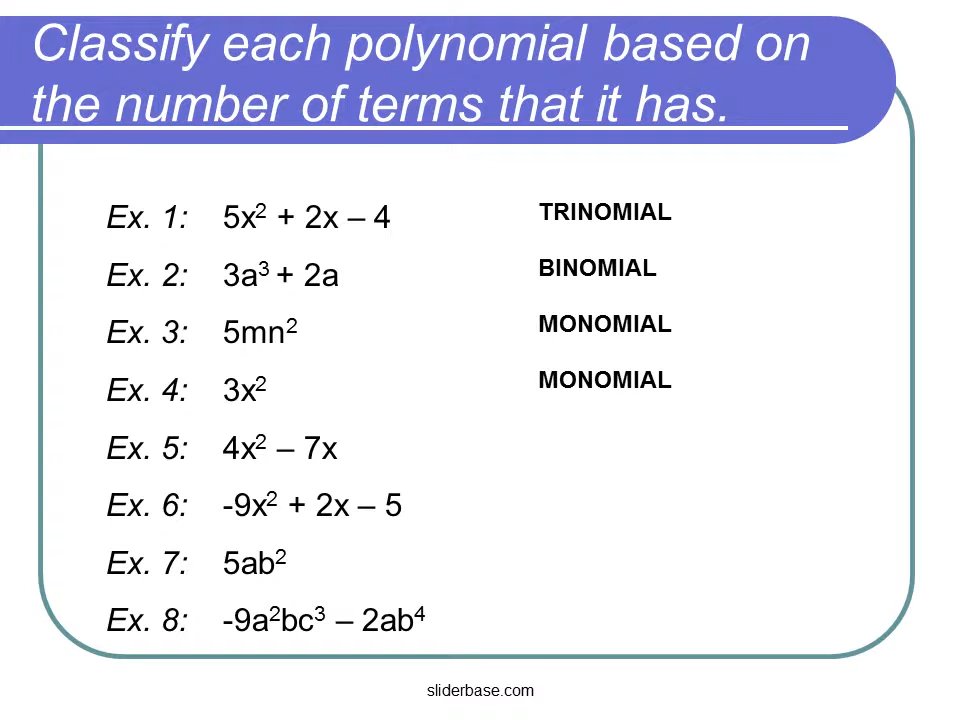 Classify each polynomial based on
the number of terms that it has.
Ex. 1: 5x² + 2x – 4 TRINOMIAL
Ex. 2: 3a³ + 2a BINOMIAL
Ex. 3: 5mn² MONOMIAL
Ex. 4: 3x² MONOMIAL
Ex. 5: 4x² – 7x
Ex. 6: -9x² + 2x – 5
Ex. 7: 5ab²
Ex. 8: -9a²bc³ – 2ab⁴
sliderbase.com